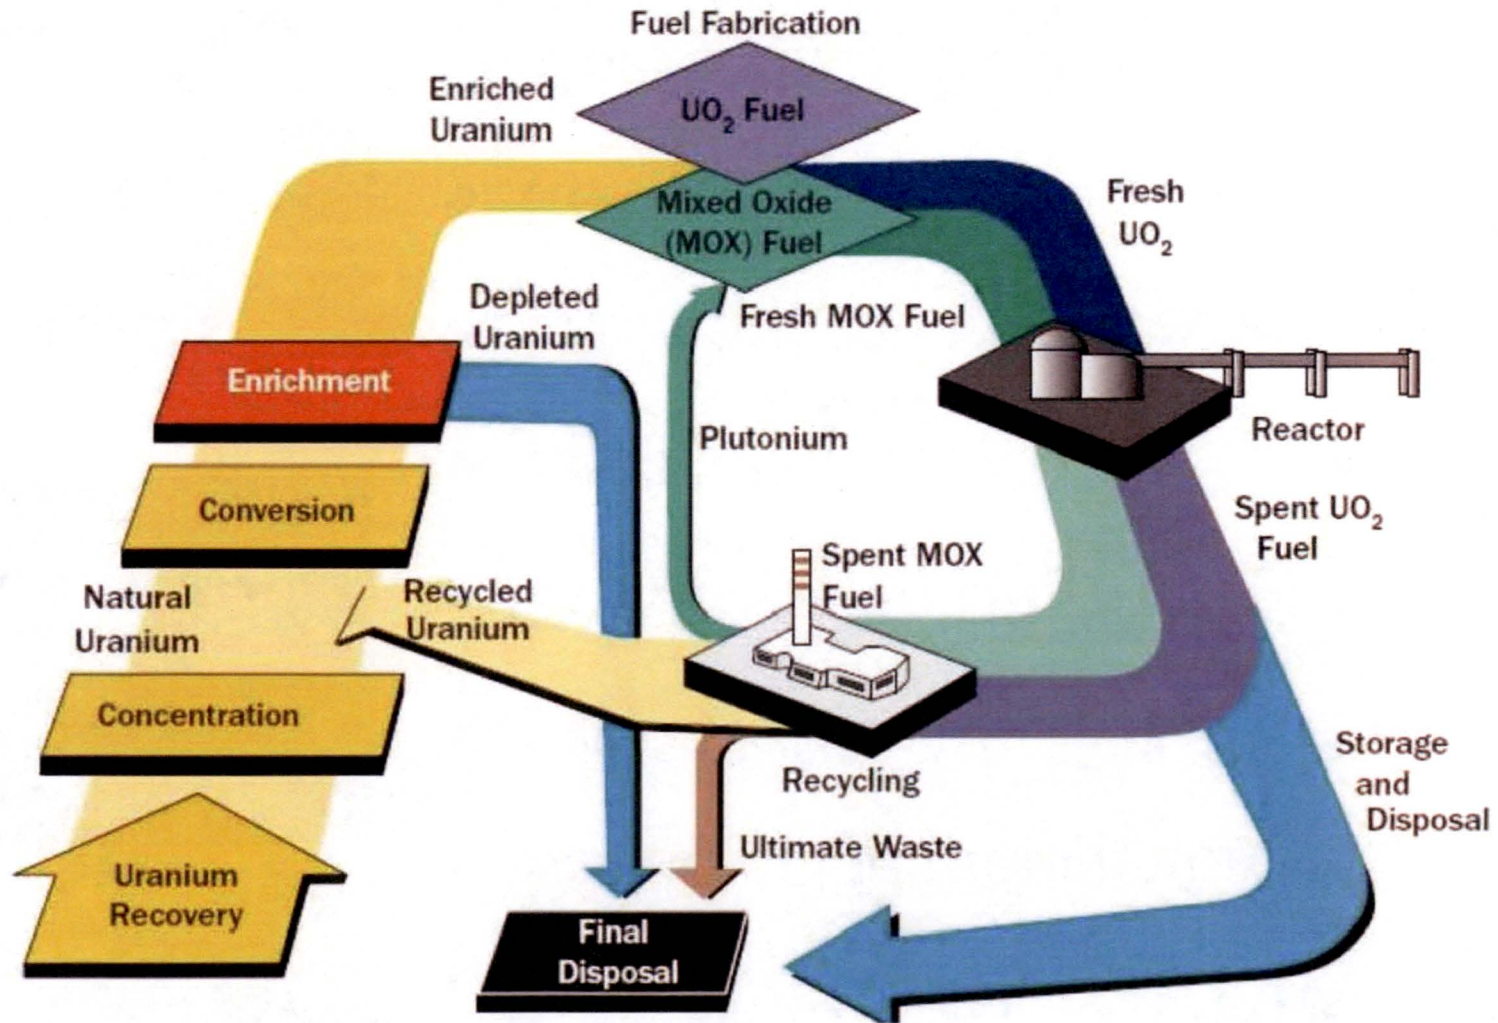 Fuel Fabrication
UO₂ Fuel
Enriched
Uranium
Mixed Oxide
(MOX) Fuel
Fresh
UO₂
Depleted
Uranium
Fresh MOX Fuel
Enrichment
Plutonium
Reactor
Conversion
Spent UO₂
Fuel
Spent MOX
Fuel
Natural
Uranium
Recycled
Uranium
Concentration
Recycling
Storage
and
Disposal
Ultimate Waste
Uranium
Recovery
Final
Disposal